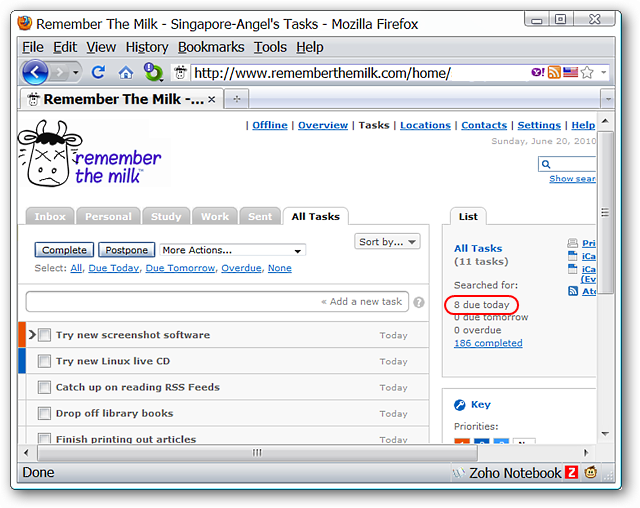 Remember The Milk - Singapore-Angel's Tasks - Mozilla Firefox
File Edit View History Bookmarks Tools Help
http://www.rememberthemilk.com/home/ Y!
Remember The Milk -...
remember
the milk
| Offline | Overview | Tasks | Locations | Contacts | Settings | Help
Sunday, June 20, 2010
Show sear
Inbox Personal Study Work Sent All Tasks
Complete Postpone More Actions...
Sort by...
Select: All, Due Today, Due Tomorrow, Overdue, None
« Add a new task ?
Try new screenshot software Today
Try new Linux live CD Today
Catch up on reading RSS Feeds Today
Drop off library books Today
Finish printing out articles Today
List
All Tasks
(11 tasks)
Searched for:
8 due today
0 due tomorrow
0 overdue
186 completed
Pri
iCa
iCa
(Ev
Ato
Key
Priorities:
Done
Zoho Notebook Z